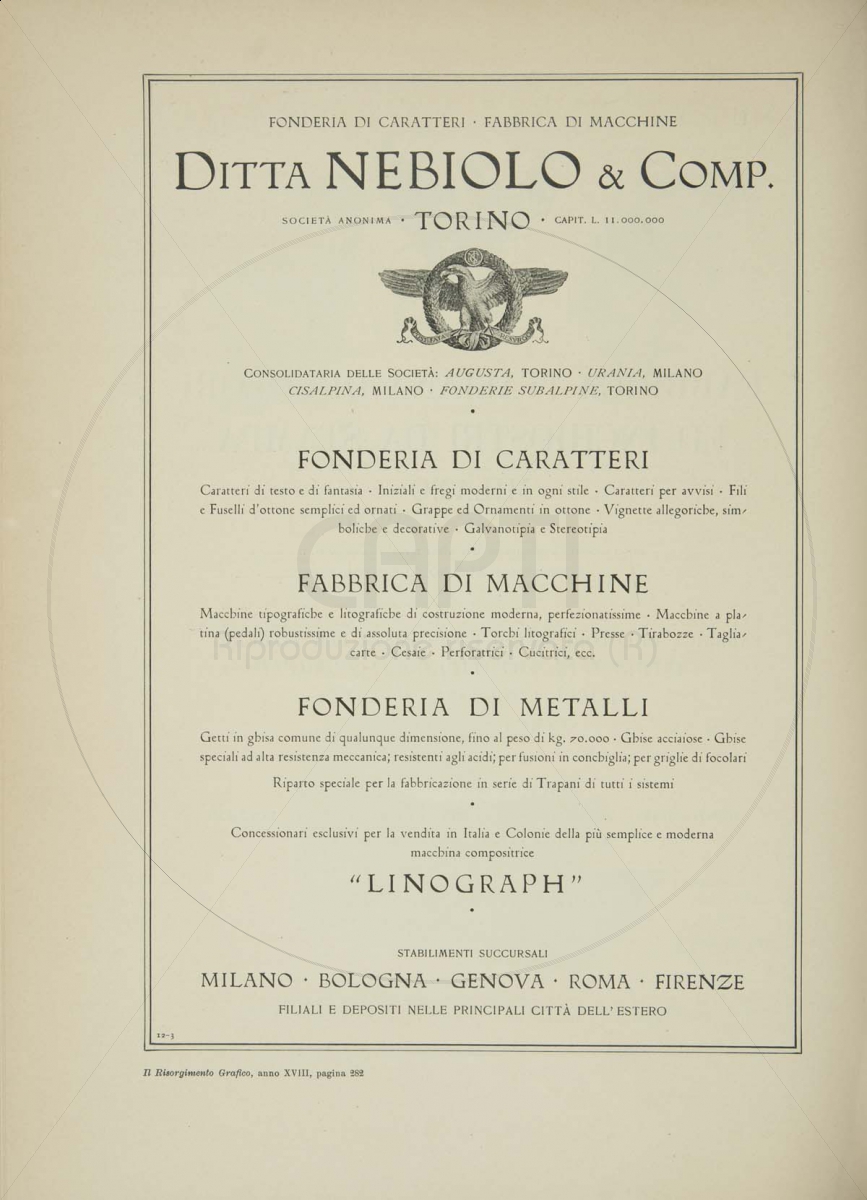 FONDERIA DI CARATTERI · FABBRICA DI MACCHINE
DITTA NEBIOLO & COMP.
SOCIETÀ ANONIMA · TORINO · CAPIT. L. 11.000.000
CONSOLIDATARIA DELLE SOCIETÀ: AUGUSTA, TORINO · URANIA, MILANO
CISALPINA, MILANO · FONDERIE SUBALPINE, TORINO
FONDERIA DI CARATTERI
Caratteri di testo e di fantasia · Iniziali e fregi moderni e in ogni stile · Caratteri per avvisi · Fili
e Fuselli d'ottone semplici ed ornati · Grappe ed Ornamenti in ottone · Vignette allegoriche, sim-
boliche e decorative · Galvanotipia e Stereotipia
CAPTI
FABBRICA DI MACCHINE
Macchine tipografiche e litografiche di costruzione moderna, perfezionatissime · Macchine a pla-
tina (pedali) robustissime e di assoluta precisione · Torchi litografici · Presse · Tirabozze · Taglia-
Riproduzione riservata (R)
carte · Cesoie · Perforatrici · Cucitrici, ecc.
FONDERIA DI METALLI
Getti in ghisa comune di qualunque dimensione, fino al peso di kg. 70.000 · Ghise acciaiose · Ghise
speciali ad alta resistenza meccanica; resistenti agli acidi; per fusioni in conchiglia; per griglie di focolari
Riparto speciale per la fabbricazione in serie di Trapani di tutti i sistemi
Concessionari esclusivi per la vendita in Italia e Colonie della più semplice e moderna
macchina compositrice
"LINOGRAPH"
STABILIMENTI SUCCURSALI
MILANO · BOLOGNA · GENOVA · ROMA · FIRENZE
FILIALI E DEPOSITI NELLE PRINCIPALI CITTÀ DELL'ESTERO
12-3
Il Risorgimento Grafico, anno XVIII, pagina 282